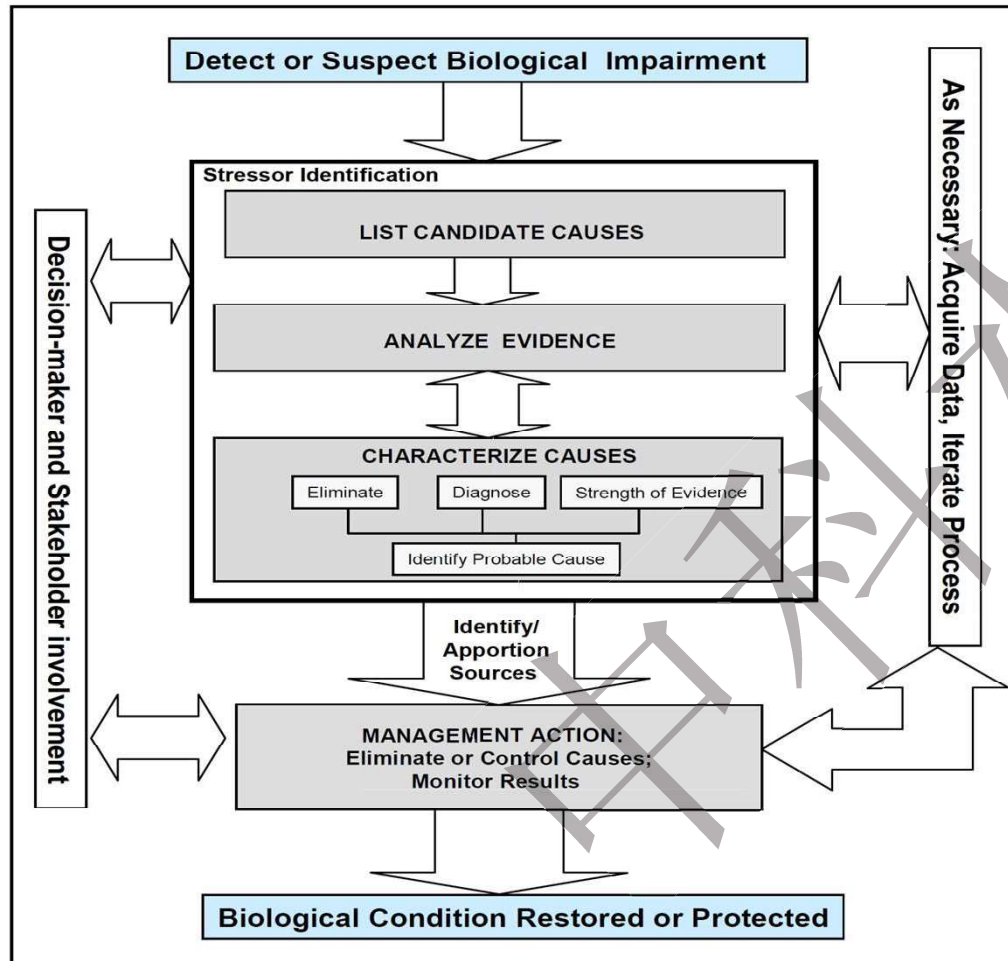 Detect or Suspect Biological Impairment
Stressor Identification
LIST CANDIDATE CAUSES
ANALYZE EVIDENCE
CHARACTERIZE CAUSES
Eliminate
Diagnose
Strength of Evidence
Identify Probable Cause
Identify/
Apportion
Sources
MANAGEMENT ACTION:
Eliminate or Control Causes;
Monitor Results
Biological Condition Restored or Protected
Decision-maker and Stakeholder involvement
As Necessary: Acquire Data, Iterate Process
中科